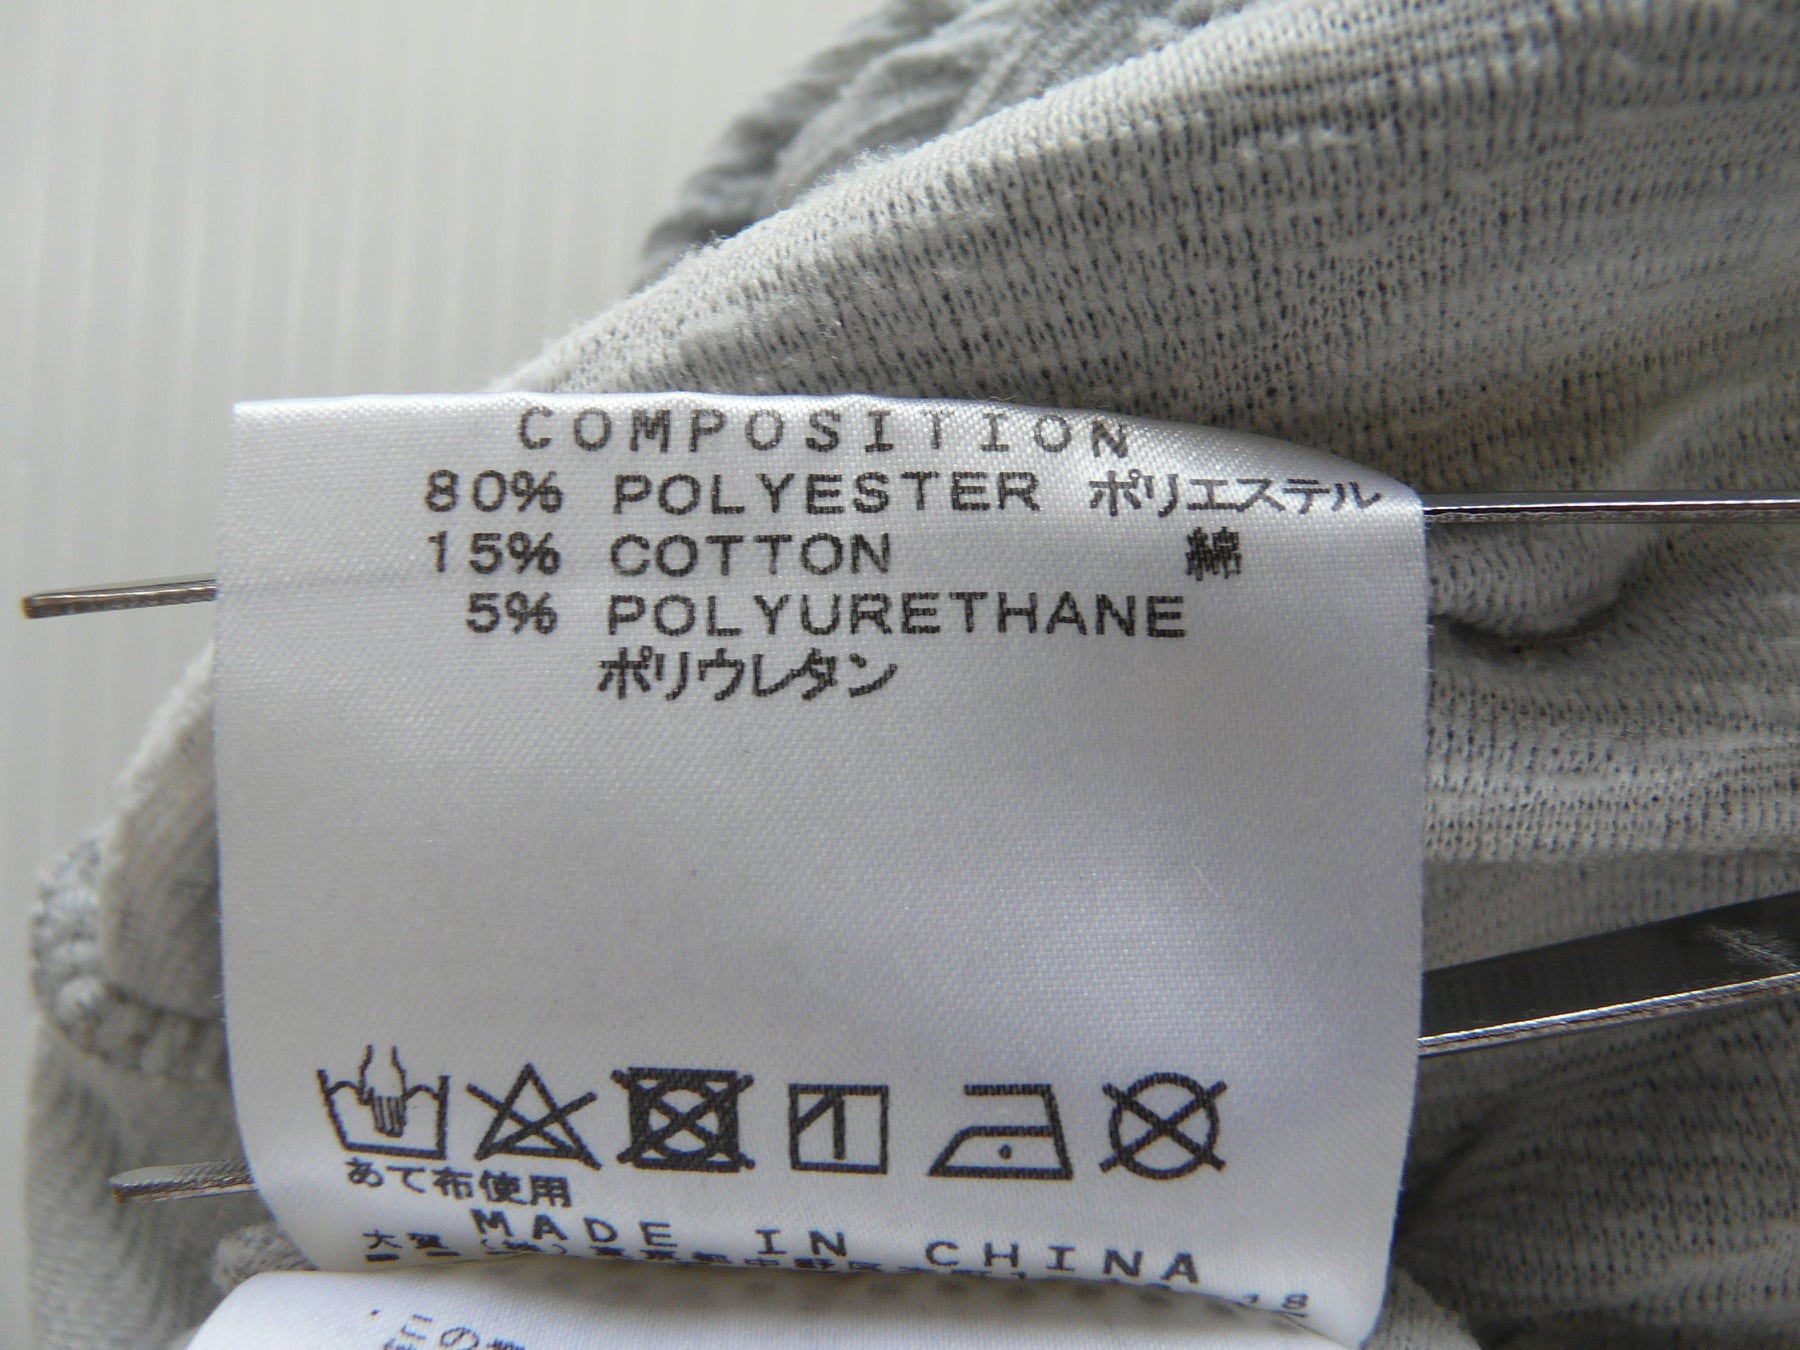 COMPOSITION
80% POLYESTER ポリエステル
15% COTTON 綿
5% POLYURETHANE
ポリウレタン
あて布使用
MADE IN CHINA